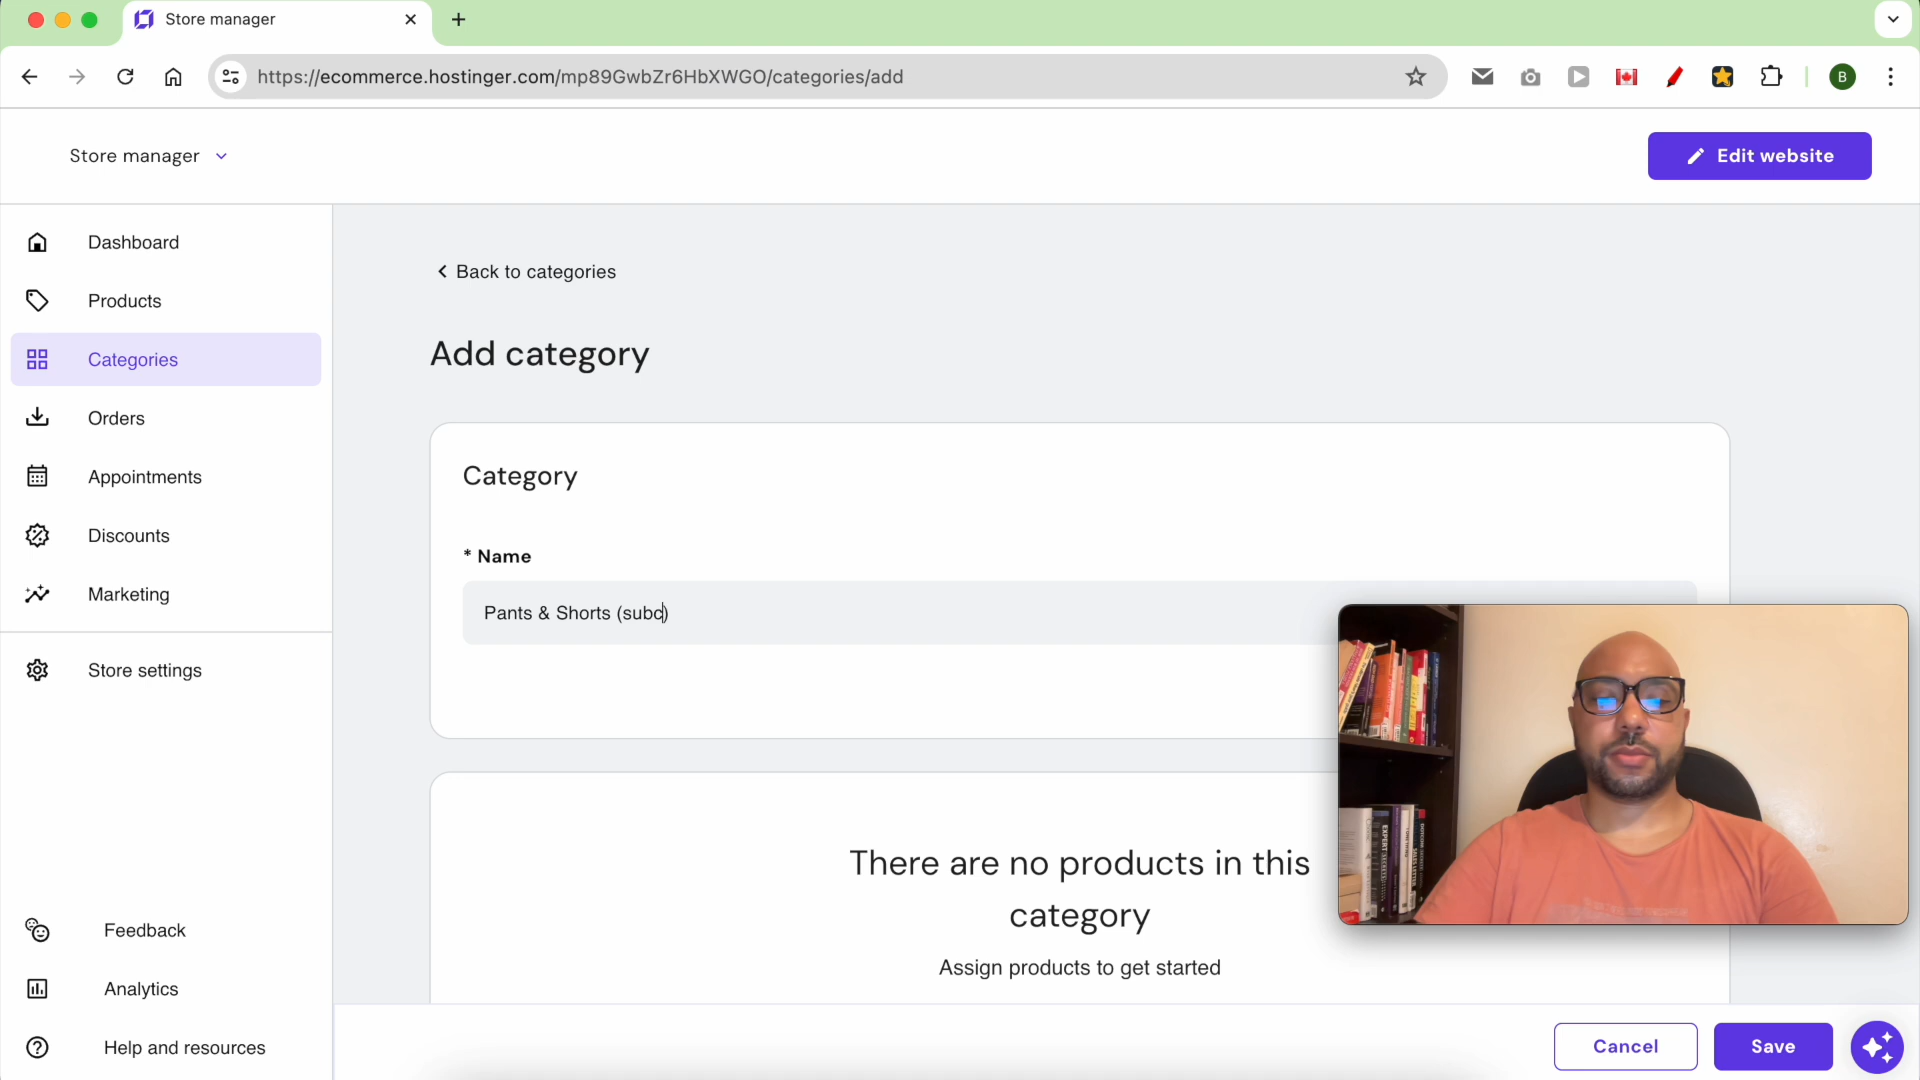 Store manager
https://ecommerce.hostinger.com/mp89GwbZr6HbXWGO/categories/add
B
Store manager
Edit website
Dashboard
Products
Categories
Orders
Appointments
Discounts
Marketing
Store settings
Feedback
Analytics
Help and resources
Back to categories
Add category
Category
* Name
Pants & Shorts (subc)
There are no products in this
category
Assign products to get started
Cancel
Save
EXPERT